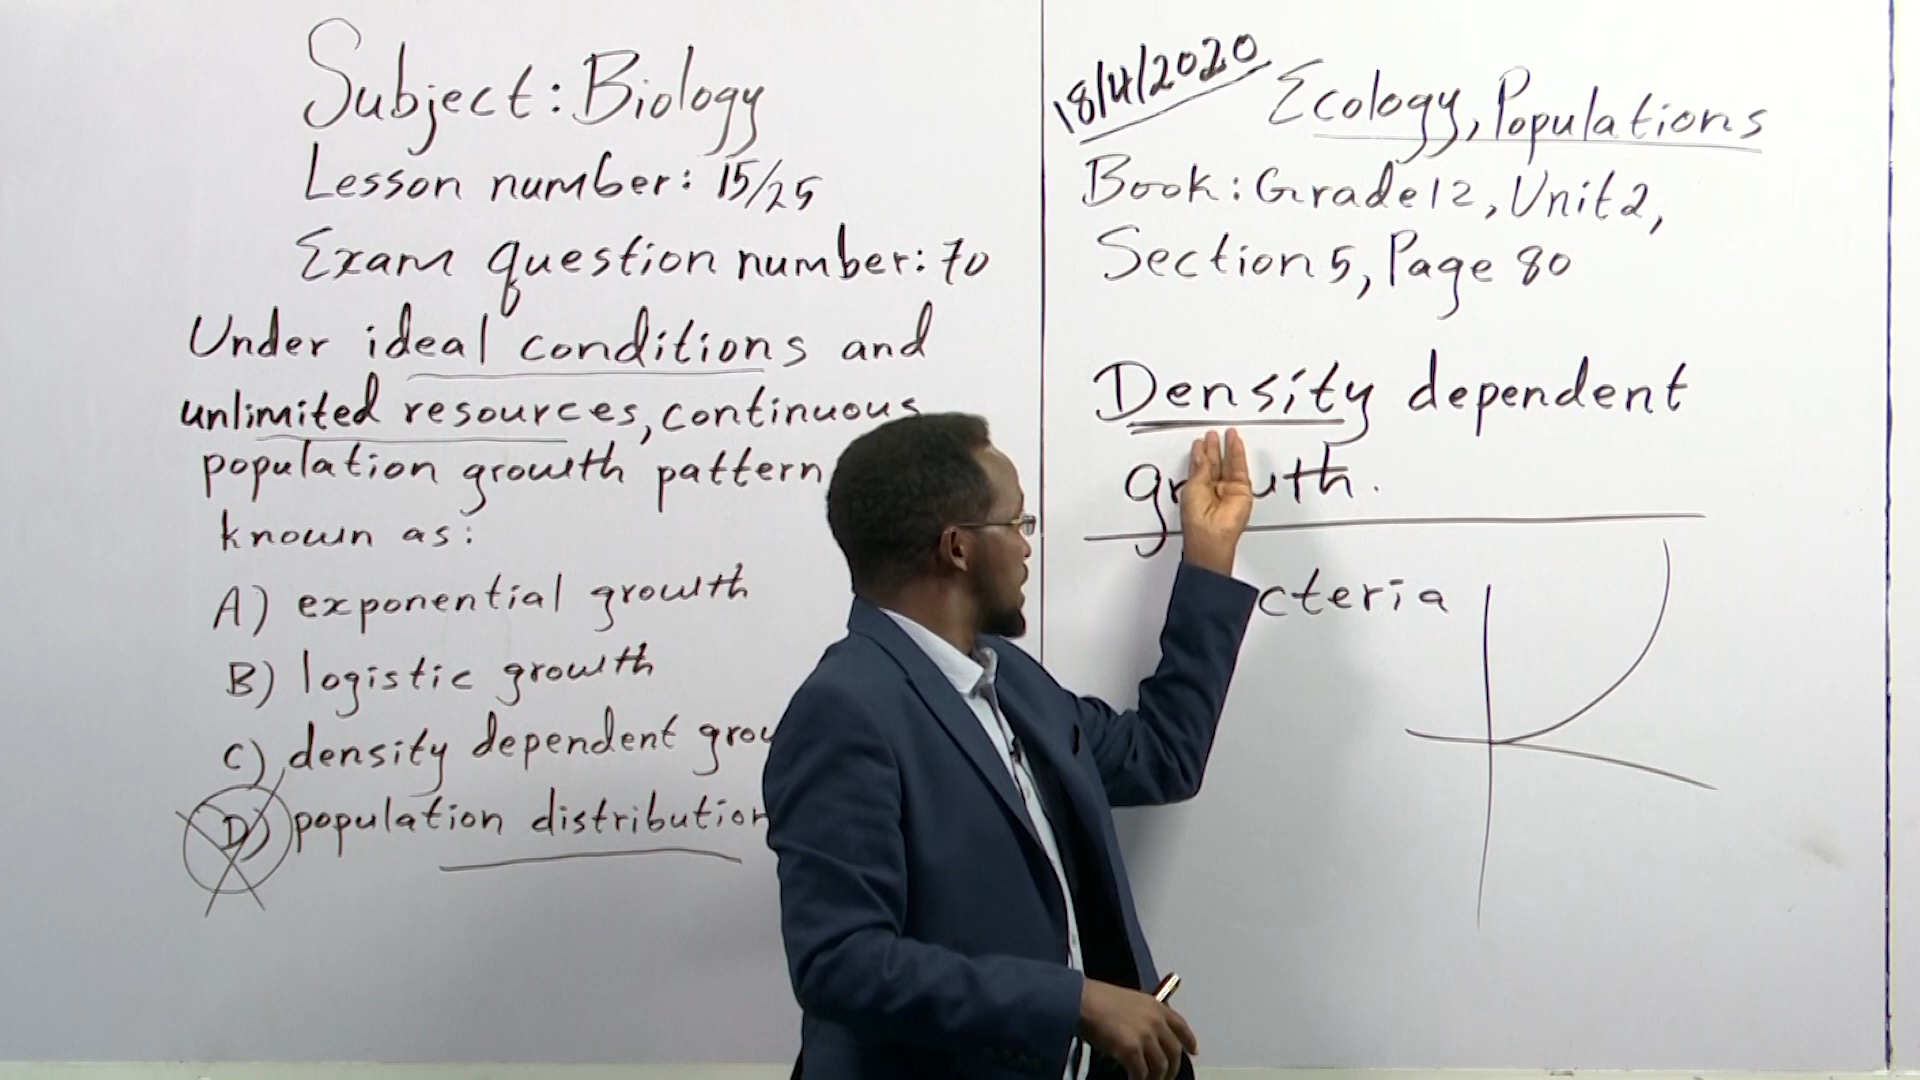 Subject: Biology
Lesson number: 15/25
Exam question number: 70
Under ideal conditions and
unlimited resources, continuous
population growth pattern
known as:
A) exponential growth
B) logistic growth
C) density dependent
D) population distribution
18/4/2020
Ecology, Populations
Book: Grade 12, Unit 2,
Section 5, Page 80
Density dependent